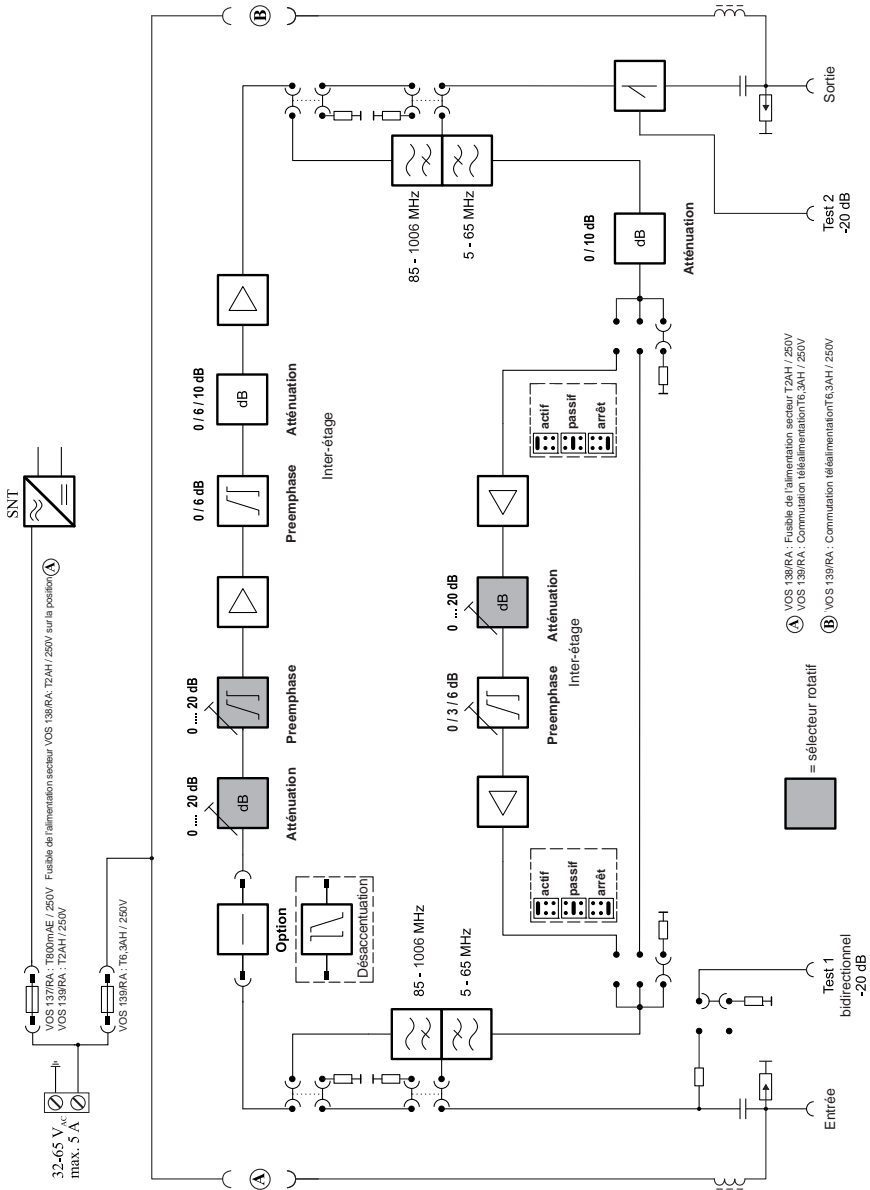 32-65 VAC
max. 5 A
VOS 137/RA : T800mAE / 250V Fusible de l'alimentation secteur VOS 138/RA: T2AH / 250V sur la position A
VOS 139/RA : T2AH / 250V
VOS 139/RA : T6,3AH / 250V
SNT
A
B
Option
Désaccentuation
0 .... 20 dB
dB
Atténuation
0 .... 20 dB
Preemphase
0 / 6 dB
Preemphase
0 / 6 / 10 dB
dB
Atténuation
Inter-étage
85 - 1006 MHz
5 - 65 MHz
85 - 1006 MHz
5 - 65 MHz
actif
passif
arrêt
0 / 3 / 6 dB
Preemphase
0 ... 20 dB
dB
Atténuation
Inter-étage
actif
passif
arrêt
0 / 10 dB
dB
Atténuation
Entrée
Test 1
bidirectionnel
-20 dB
Test 2
-20 dB
Sortie
= sélecteur rotatif
A VOS 138/RA : Fusible de l'alimentation secteur T2AH / 250V
VOS 139/RA : Commutation téléalimentationT6,3AH / 250V
B VOS 139/RA : Commutation téléalimentationT6,3AH / 250V